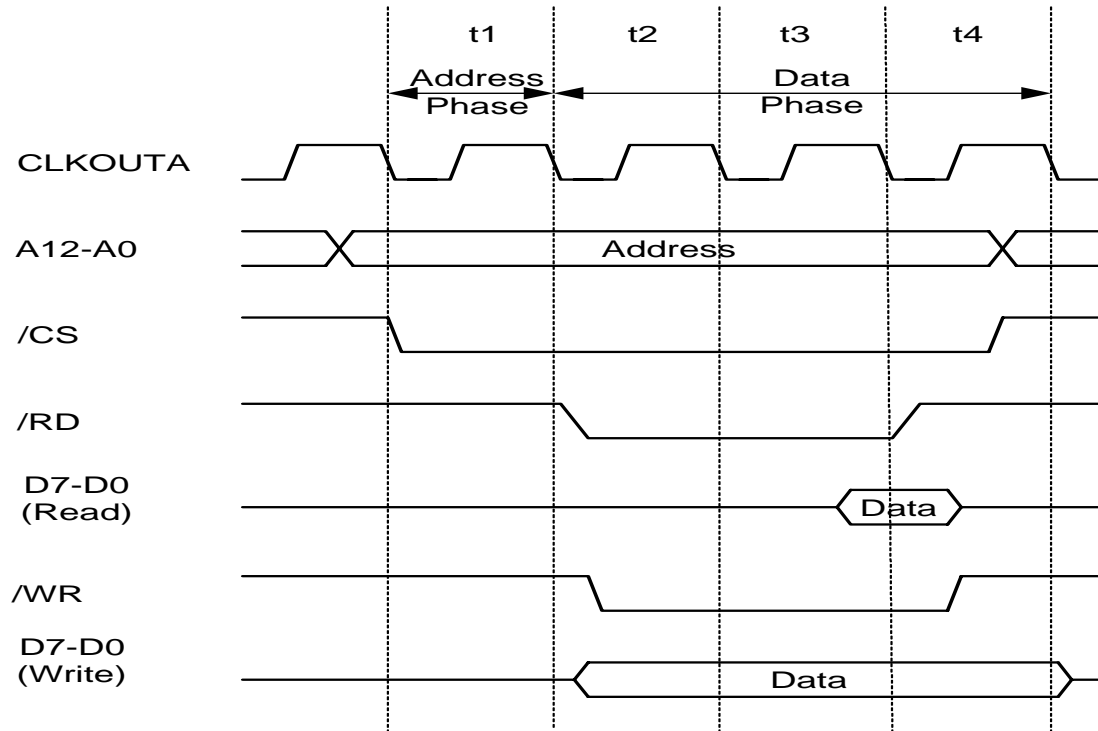 t1 t2 t3 t4
Address Data
Phase Phase
CLKOUTA
A12-A0 Address
/CS
/RD
D7-D0
(Read) Data
/WR
D7-D0
(Write) Data